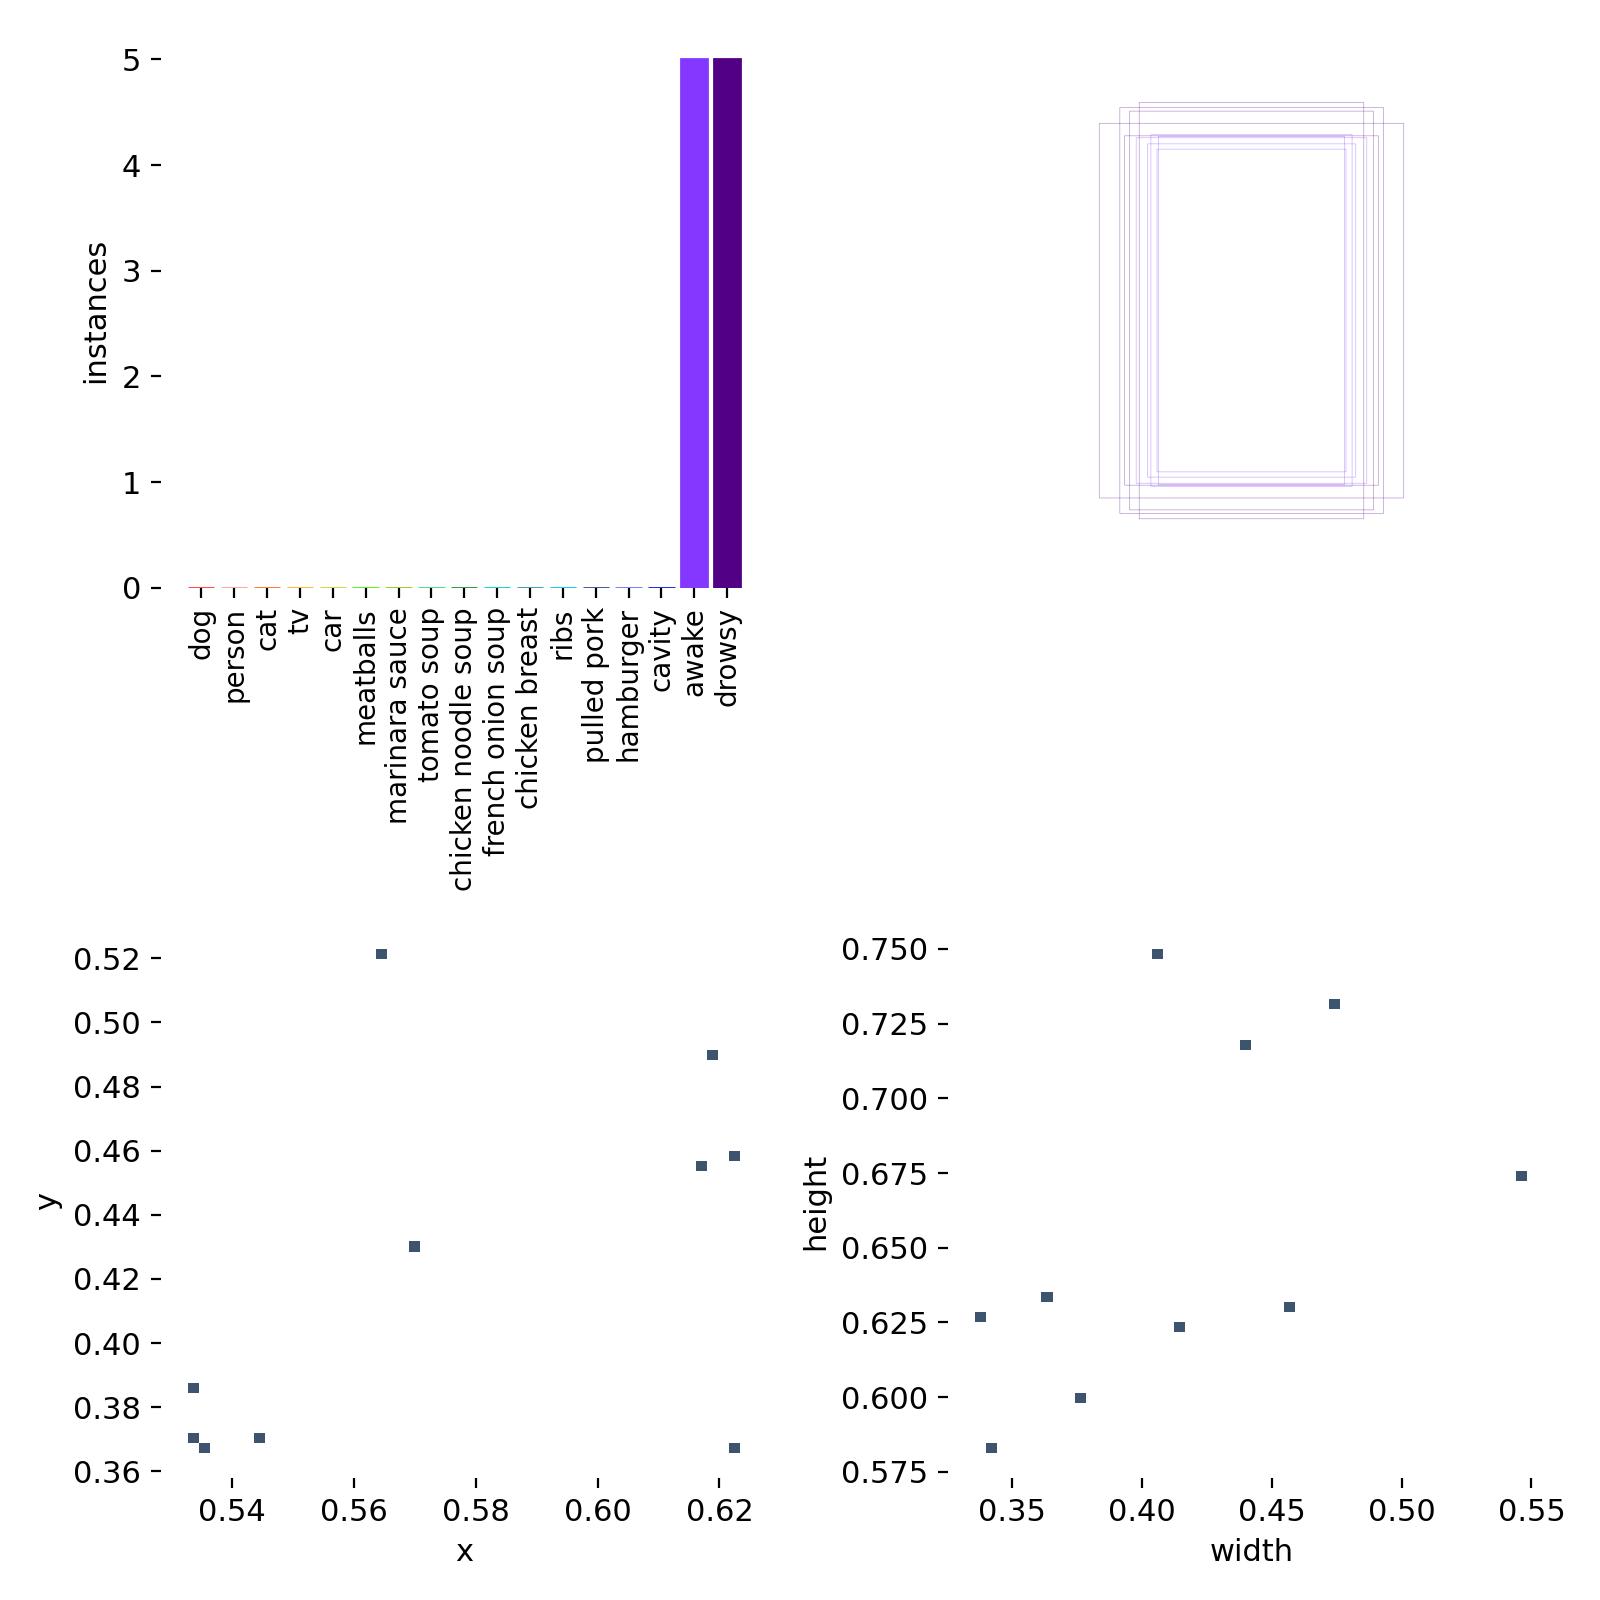 5
4
3
2
1
0
instances
dog
person
cat
tv
car
meatballs
marinara sauce
tomato soup
chicken noodle soup
french onion soup
chicken breast
ribs
pulled pork
hamburger
cavity
awake
drowsy
0.52
0.50
0.48
0.46
0.44
0.42
0.40
0.38
0.36
y
0.54 0.56 0.58 0.60 0.62
x
0.750
0.725
0.700
0.675
0.650
0.625
0.600
0.575
height
0.35 0.40 0.45 0.50 0.55
width